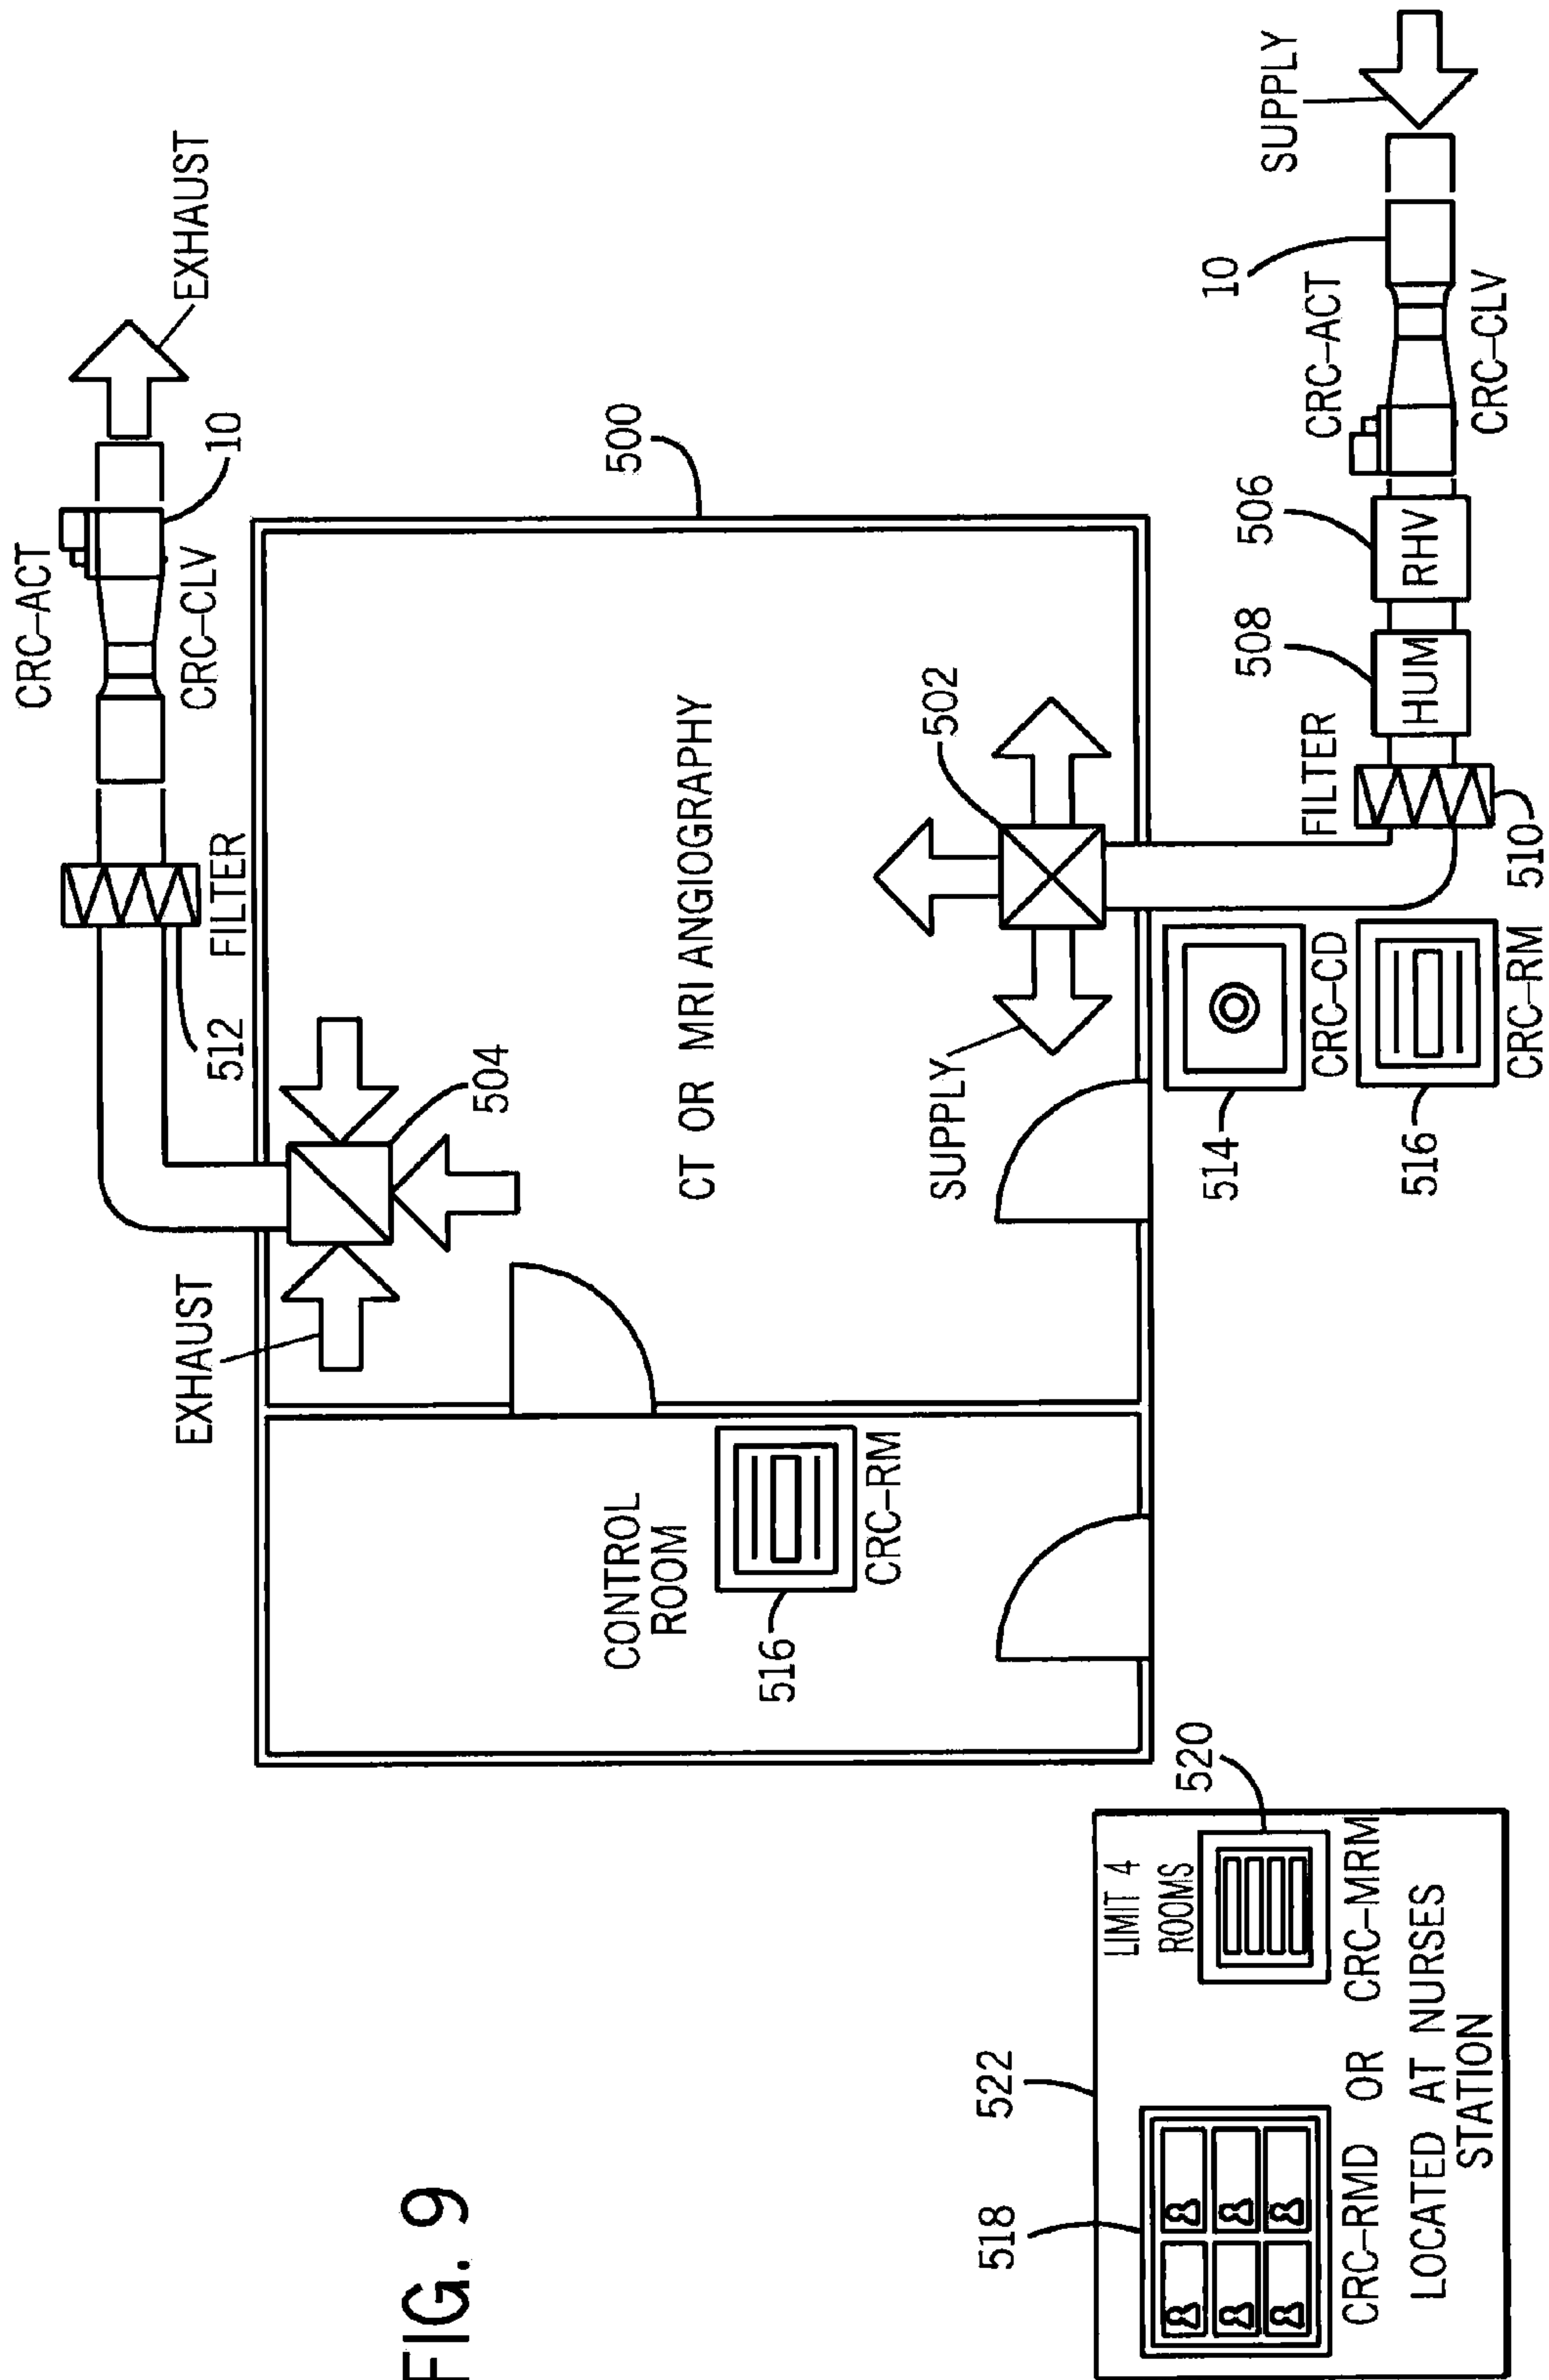 FIG. 9
CRC-ACT
EXHAUST
10
CRC-CLV
FILTER
512
EXHAUST
504
500
CONTROL
ROOM
516
CRC-RM
CT OR MRI ANGIOGRAPHY
502
SUPPLY
SUPPLY
10
CRC-ACT
CRC-CLV
506
RHV
508
HUM
FILTER
510
514
CRC-CD
516
CRC-RM
522
518
520
LIMIT 4
ROOMS
CRC-RMD OR CRC-MRM
LOCATED AT NURSES
STATION